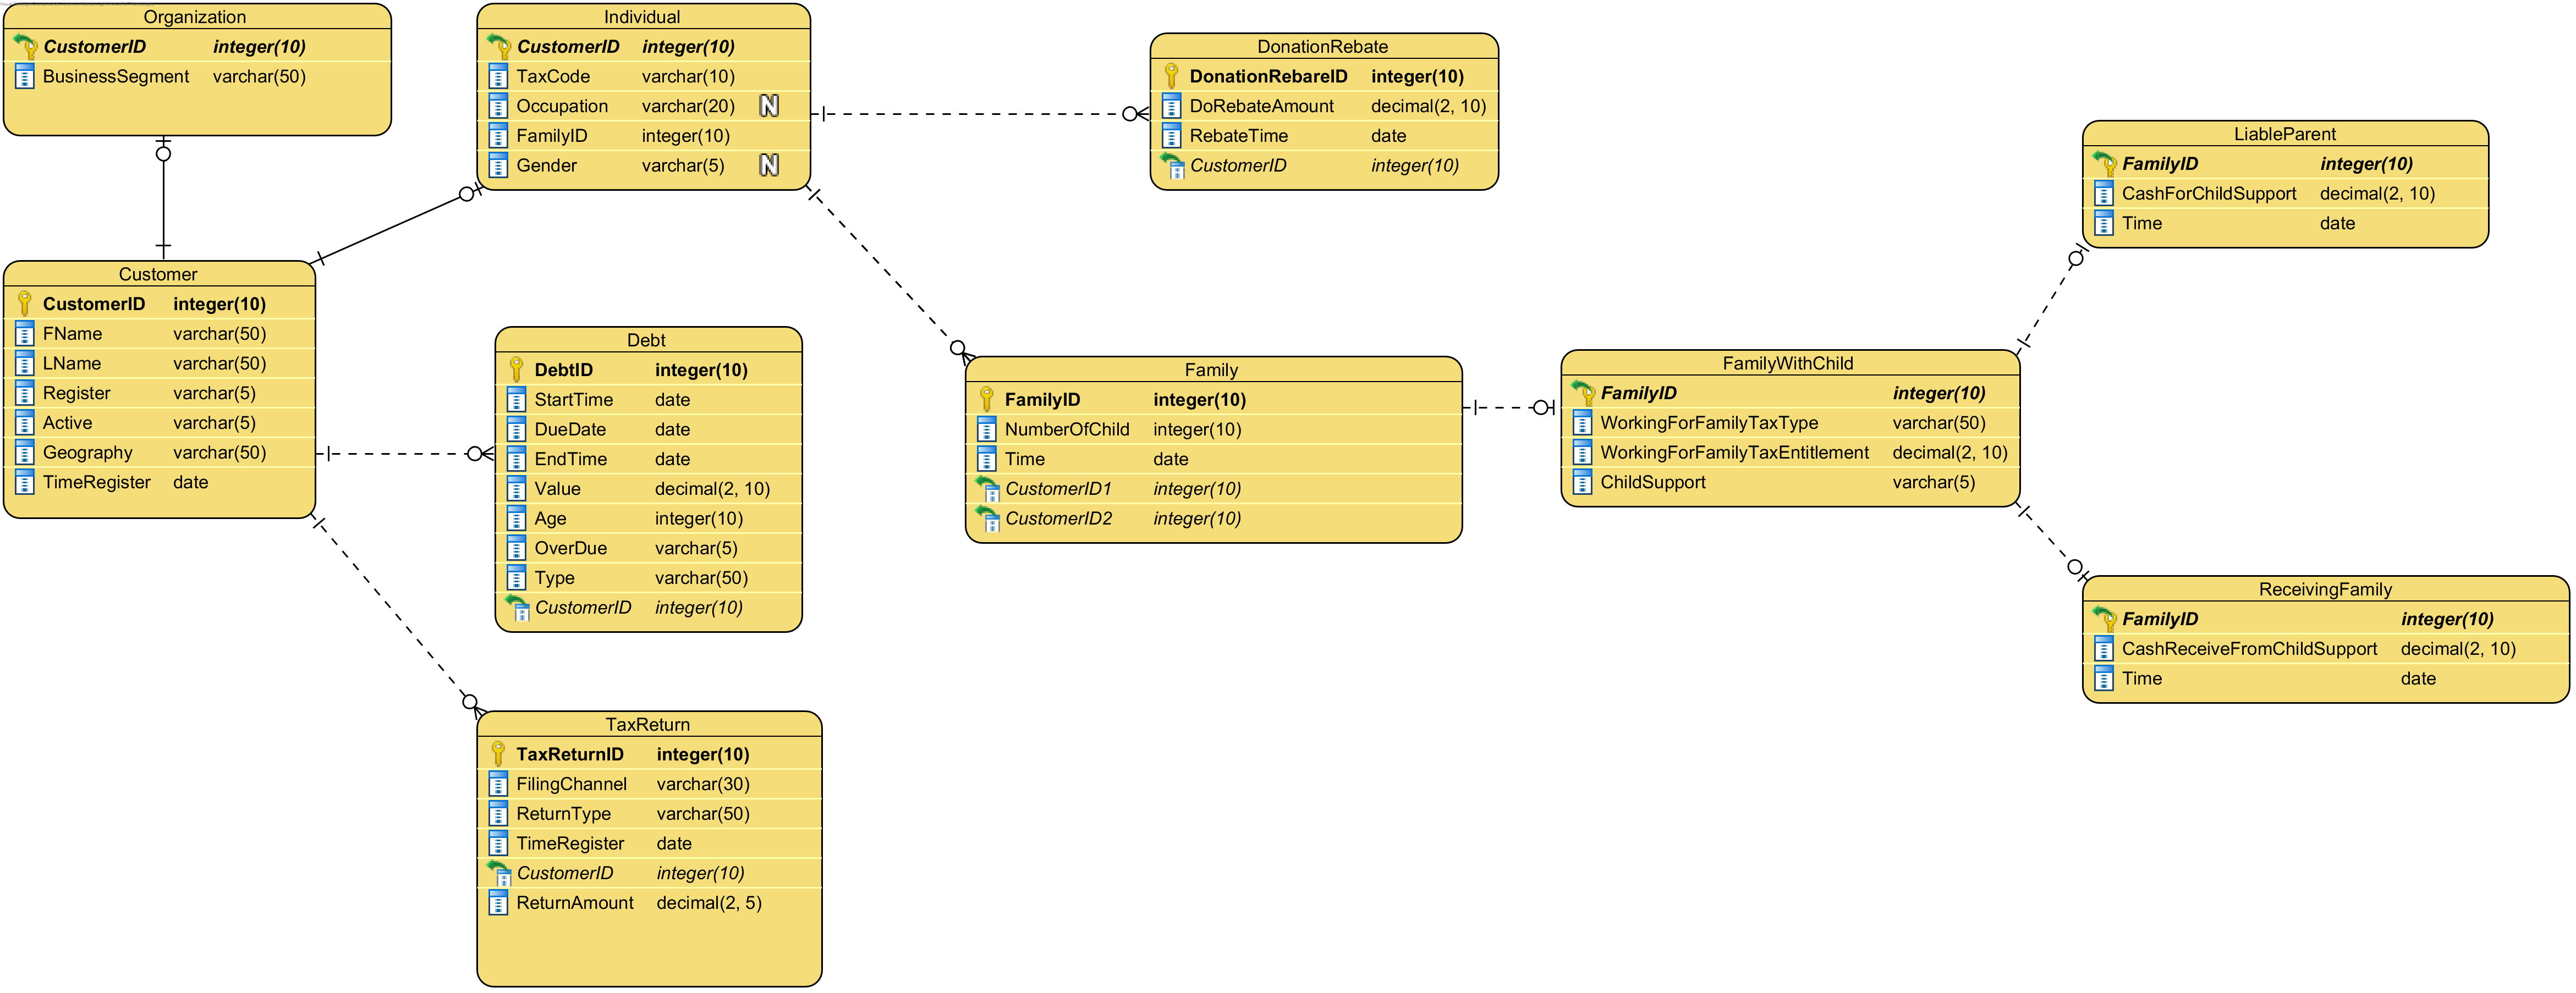 Organization
CustomerID integer(10)
BusinessSegment varchar(50)
Individual
CustomerID integer(10)
TaxCode varchar(10)
Occupation varchar(20) N
FamilyID integer(10)
Gender varchar(5) N
DonationRebate
DonationRebareID integer(10)
DoRebateAmount decimal(2, 10)
RebateTime date
CustomerID integer(10)
LiableParent
FamilyID integer(10)
CashForChildSupport decimal(2, 10)
Time date
Customer
CustomerID integer(10)
FName varchar(50)
LName varchar(50)
Register varchar(5)
Active varchar(5)
Geography varchar(50)
TimeRegister date
Debt
DebtID integer(10)
StartTime date
DueDate date
EndTime date
Value decimal(2, 10)
Age integer(10)
OverDue varchar(5)
Type varchar(50)
CustomerID integer(10)
Family
FamilyID integer(10)
NumberOfChild integer(10)
Time date
CustomerID1 integer(10)
CustomerID2 integer(10)
FamilyWithChild
FamilyID integer(10)
WorkingForFamilyTaxType varchar(50)
WorkingForFamilyTaxEntitlement decimal(2, 10)
ChildSupport varchar(5)
ReceivingFamily
FamilyID integer(10)
CashReceiveFromChildSupport decimal(2, 10)
Time date
TaxReturn
TaxReturnID integer(10)
FilingChannel varchar(30)
ReturnType varchar(50)
TimeRegister date
CustomerID integer(10)
ReturnAmount decimal(2, 5)